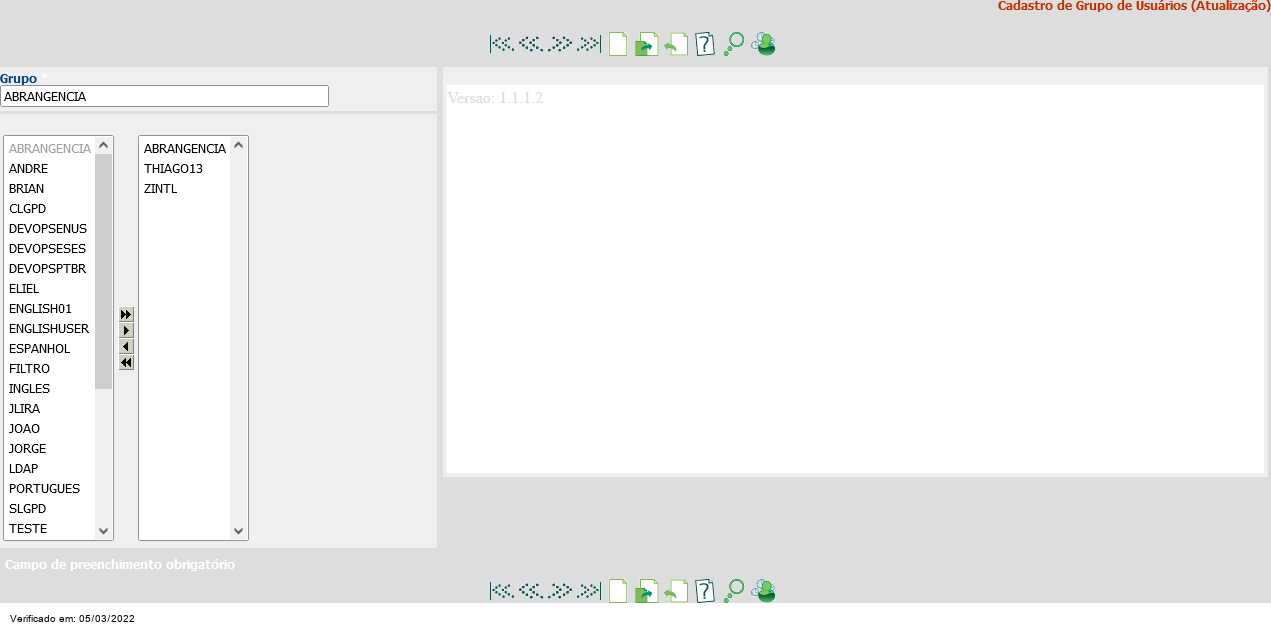 Cadastro de Grupo de Usuários (Atualização)
Grupo *
ABRANGENCIA
Versao: 1.1.1.2
ABRANGENCIA
ANDRE
BRIAN
CLGPD
DEVOPSENUS
DEVOPSESES
DEVOPSPTBR
ELIEL
ENGLISH01
ENGLISHUSER
ESPANHOL
FILTRO
INGLES
JLIRA
JOAO
JORGE
LDAP
PORTUGUES
SLGPD
TESTE
ABRANGENCIA
THIAGO13
ZINTL
Campo de preenchimento obrigatório
Verificado em: 05/03/2022